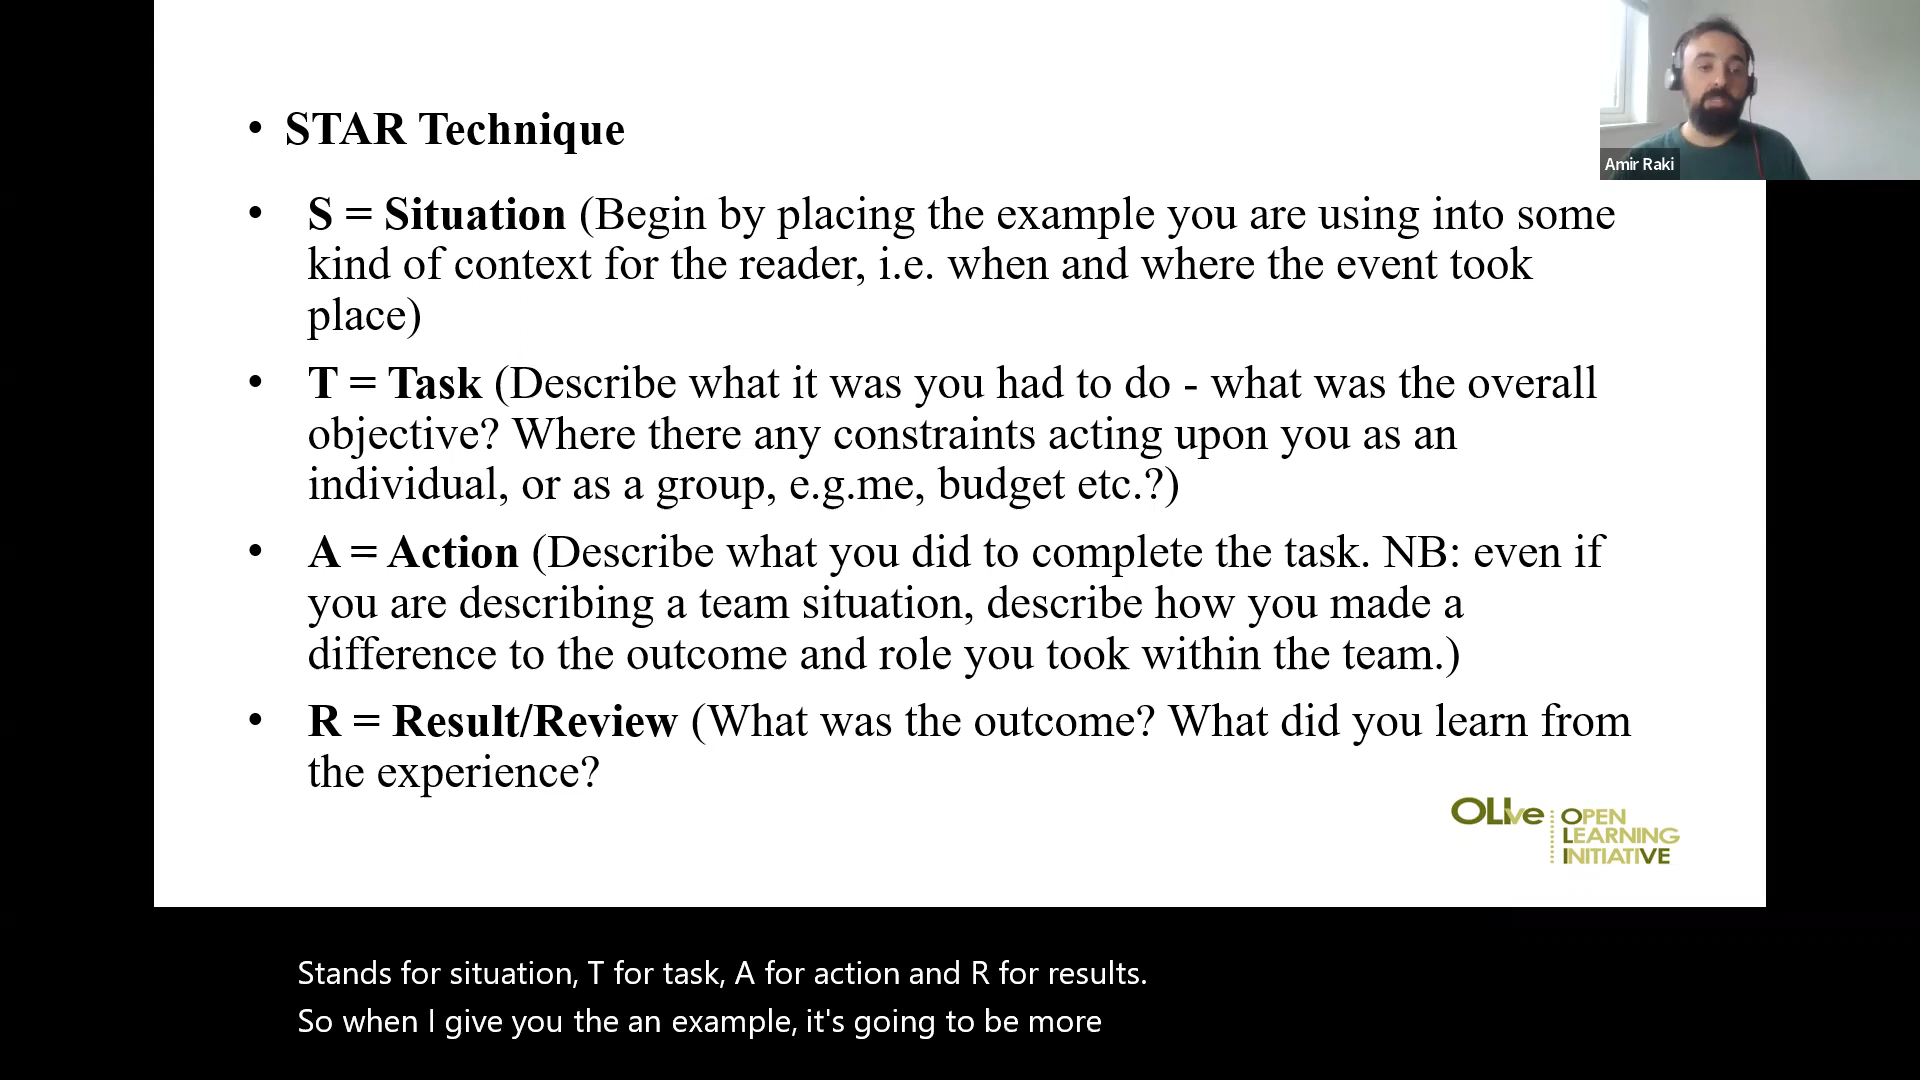 • STAR Technique
• S = Situation (Begin by placing the example you are using into some
kind of context for the reader, i.e. when and where the event took
place)
• T = Task (Describe what it was you had to do - what was the overall
objective? Where there any constraints acting upon you as an
individual, or as a group, e.g.me, budget etc.?)
• A = Action (Describe what you did to complete the task. NB: even if
you are describing a team situation, describe how you made a
difference to the outcome and role you took within the team.)
• R = Result/Review (What was the outcome? What did you learn from
the experience?
OLIve
OPEN
LEARNING
INITIATIVE
Amir Raki
Stands for situation, T for task, A for action and R for results.
So when I give you the an example, it's going to be more